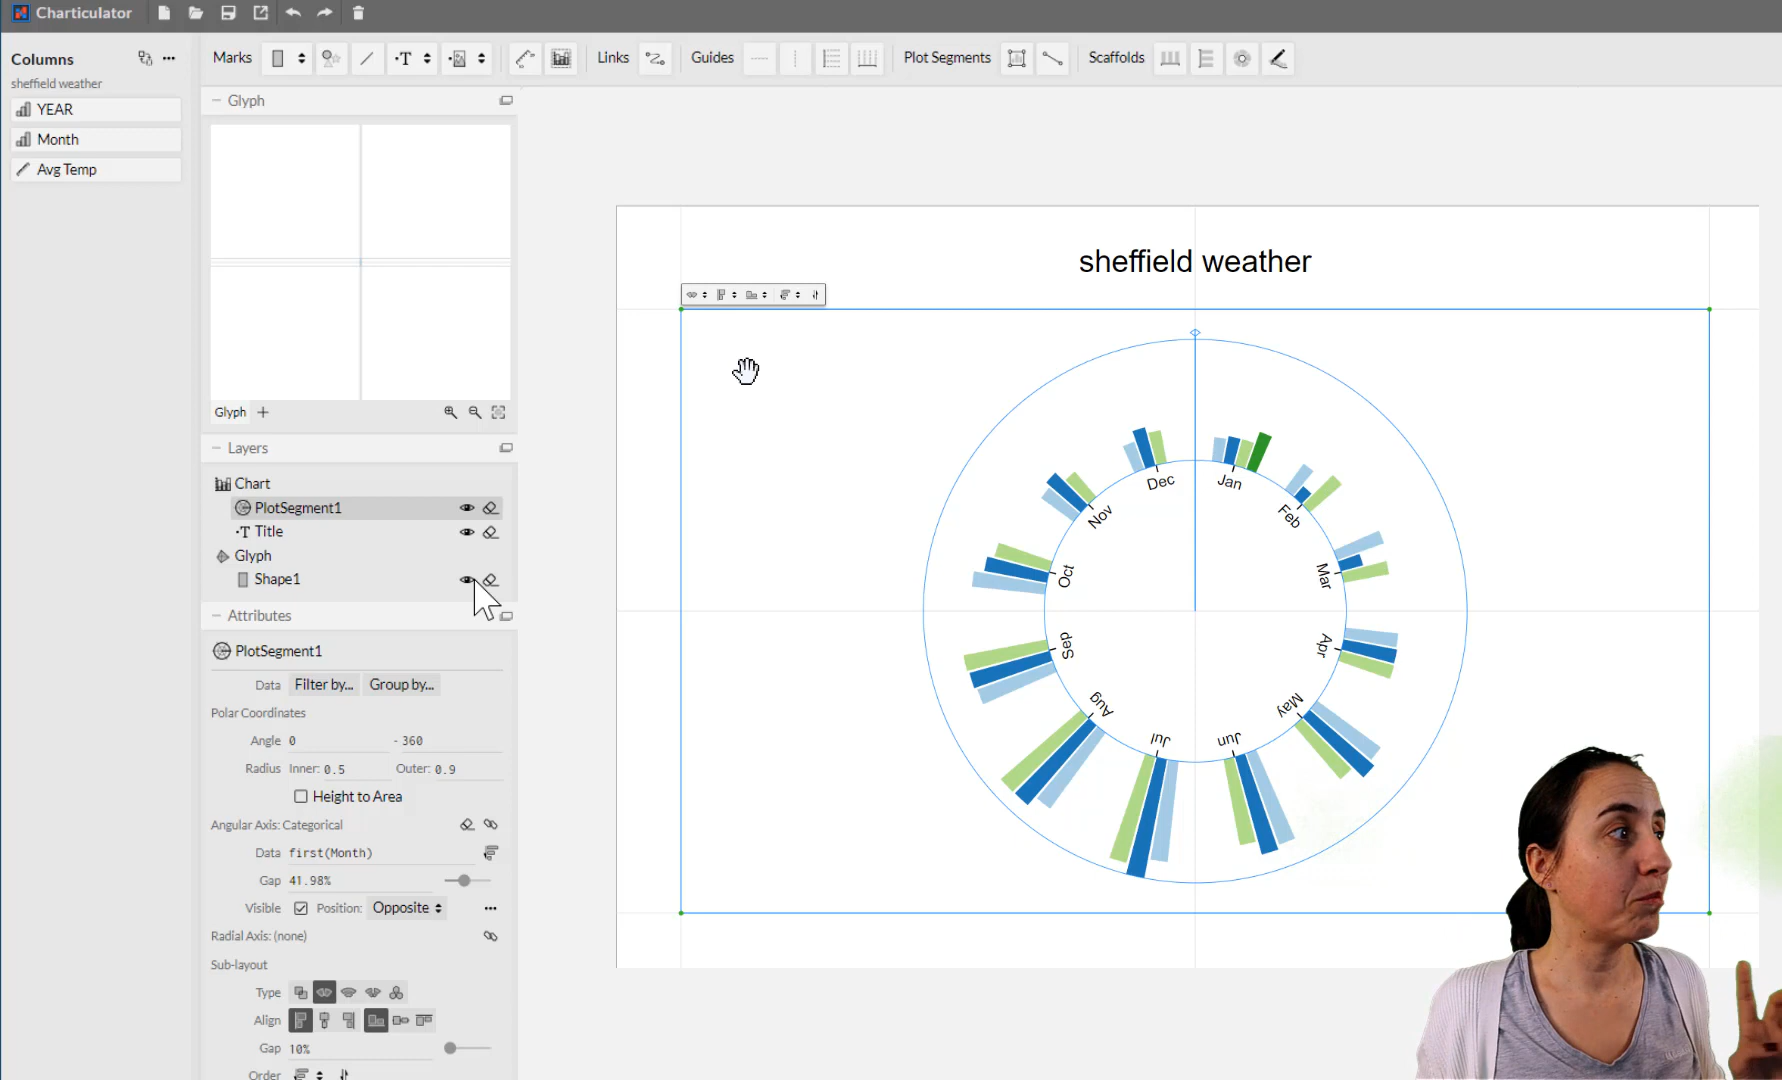 Charticulator
Columns
sheffield weather
YEAR
Month
Avg Temp
Marks
Links
Guides
Plot Segments
Scaffolds
Glyph
Glyph +
Layers
Chart
PlotSegment1
Title
Glyph
Shape1
Attributes
PlotSegment1
Data Filter by... Group by...
Polar Coordinates
Angle 0 - 360
Radius Inner: 0.5 Outer: 0.9
Height to Area
Angular Axis: Categorical
Data first(Month)
Gap 41.98%
Visible Position: Opposite
Radial Axis: (none)
Sub-layout
Type
Align
Gap 10%
Order
sheffield weather
Jan
Feb
Mar
Apr
May
Jun
Jul
Aug
Sep
Oct
Nov
Dec